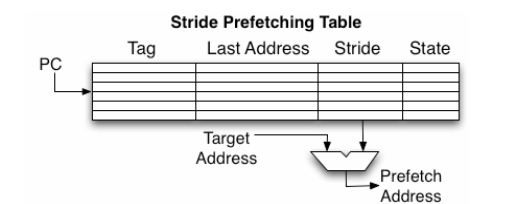 Stride Prefetching Table
Tag Last Address Stride State
PC
Target
Address
Prefetch
Address